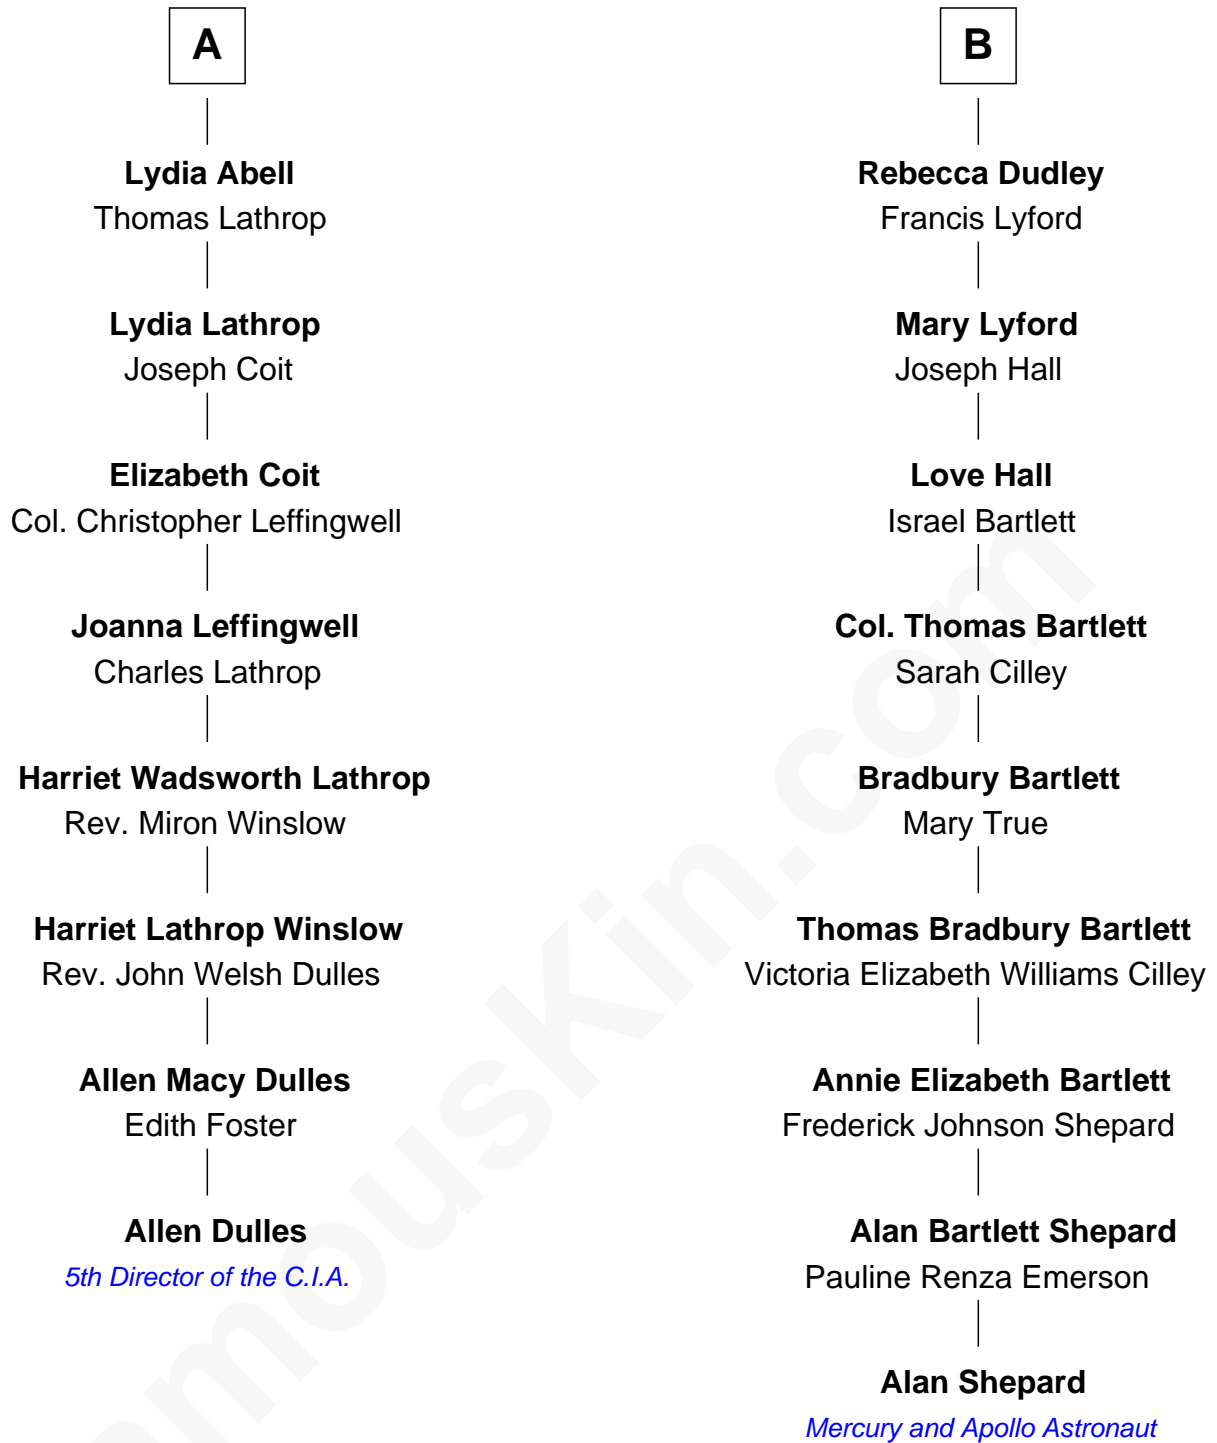 A
Lydia Abell
Thomas Lathrop
Lydia Lathrop
Joseph Coit
Elizabeth Coit
Col. Christopher Leffingwell
Joanna Leffingwell
Charles Lathrop
Harriet Wadsworth Lathrop
Rev. Miron Winslow
Harriet Lathrop Winslow
Rev. John Welsh Dulles
Allen Macy Dulles
Edith Foster
Allen Dulles
5th Director of the C.I.A.
B
Rebecca Dudley
Francis Lyford
Mary Lyford
Joseph Hall
Love Hall
Israel Bartlett
Col. Thomas Bartlett
Sarah Cilley
Bradbury Bartlett
Mary True
Thomas Bradbury Bartlett
Victoria Elizabeth Williams Cilley
Annie Elizabeth Bartlett
Frederick Johnson Shepard
Alan Bartlett Shepard
Pauline Renza Emerson
Alan Shepard
Mercury and Apollo Astronaut
amouskin.com